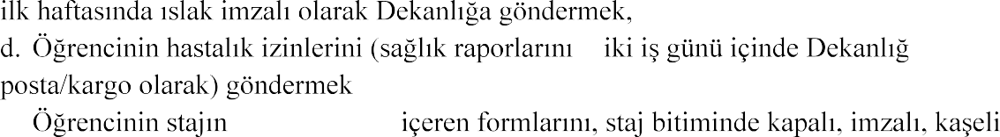 ilk haftasında ıslak imzalı olarak Dekanlığa göndermek,
d. Öğrencinin hastalık izinlerini (sağlık raporlarını iki iş günü içinde Dekanlığ
posta/kargo olarak) göndermek
Öğrencinin stajın içeren formlarını, staj bitiminde kapalı, imzalı, kaşeli